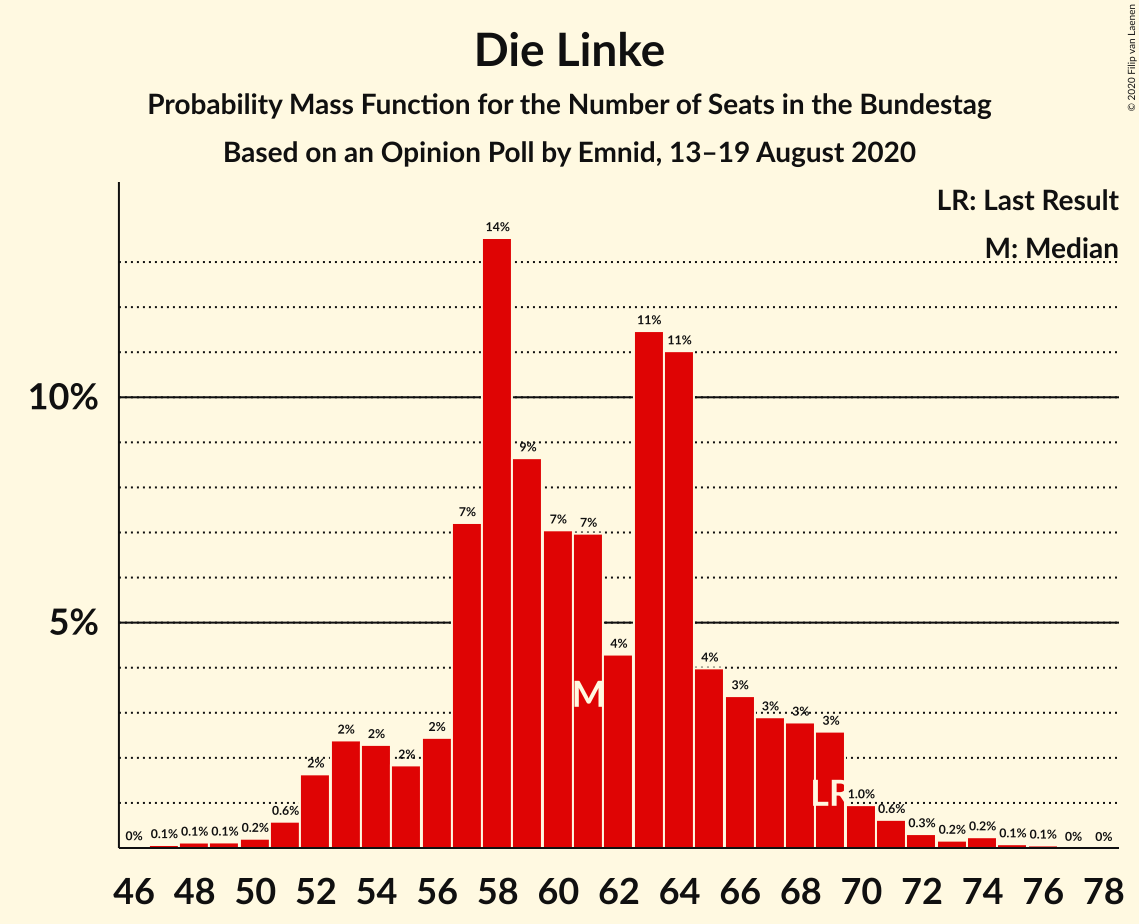 Die Linke
Probability Mass Function for the Number of Seats in the Bundestag
Based on an Opinion Poll by Emnid, 13–19 August 2020
© 2020 Filip van Laenen
LR: Last Result
M: Median
10%
5%
0% 0.1% 0.1% 0.1% 0.2% 0.6% 2% 2% 2% 2% 2% 7% 14% 9% 7% 7% 4% 11% 11% 4% 3% 3% 3% 3% 1.0% 0.6% 0.3% 0.2% 0.2% 0.1% 0.1% 0% 0%
M
LR
46 48 50 52 54 56 58 60 62 64 66 68 70 72 74 76 78